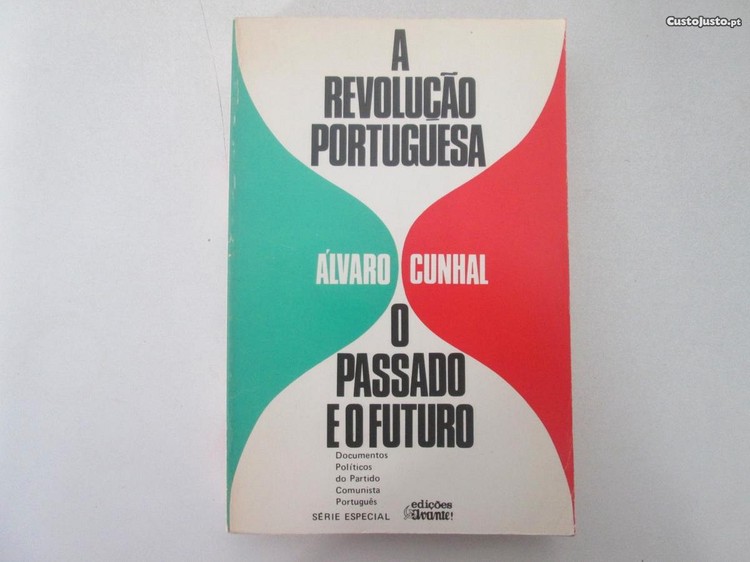 CustoJusto.pt
A
REVOLUÇÃO
PORTUGUESA
ÁLVARO CUNHAL
O
PASSADO
E O FUTURO
Documentos
Políticos
do Partido
Comunista
Português
SÉRIE ESPECIAL
edições
Avante!